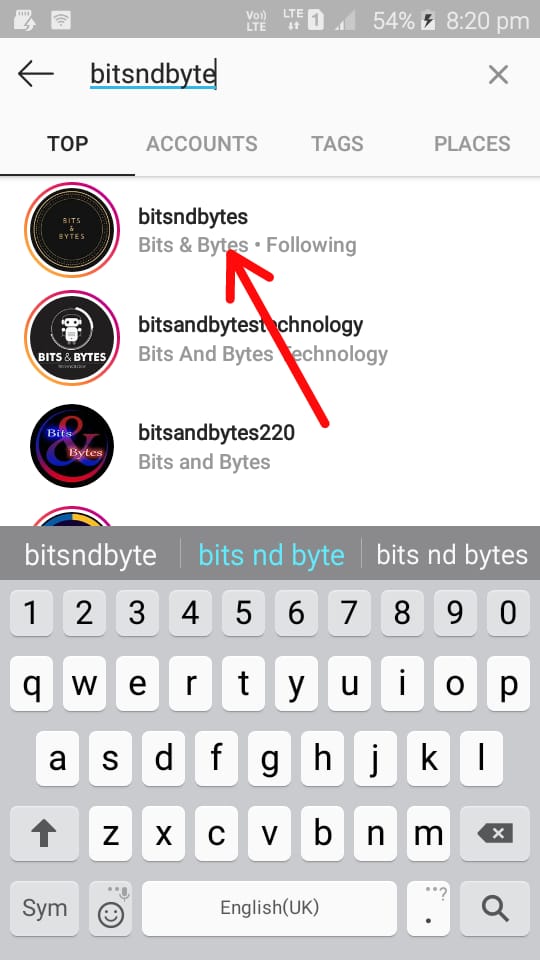 Vo)) LTE LTE 1 54% 8:20 pm
bitsndbyte
TOP ACCOUNTS TAGS PLACES
BITS
&
BYTES
bitsndbytes
Bits & Bytes • Following
BITS & BYTES
TECHNOLOGY
bitsandbytestechnology
Bits And Bytes Technology
Bits
&
Bytes
bitsandbytes220
Bits and Bytes
bitsndbyte bits nd byte bits nd bytes
1 2 3 4 5 6 7 8 9 0
q w e r t y u i o p
a s d f g h j k l
z x c v b n m
Sym English(UK) . ?